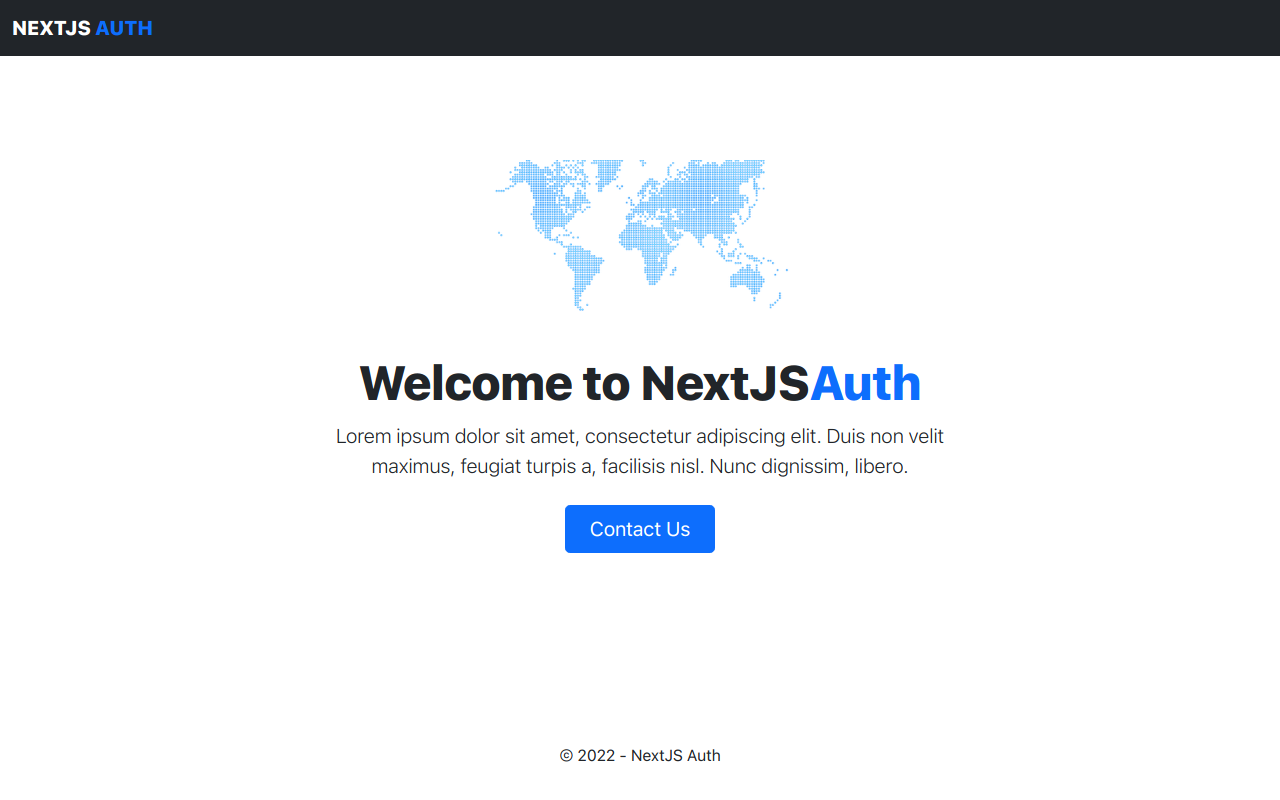 NEXTJS AUTH
Welcome to NextJSAuth
Lorem ipsum dolor sit amet, consectetur adipiscing elit. Duis non velit
maximus, feugiat turpis a, facilisis nisl. Nunc dignissim, libero.
Contact Us
© 2022 - NextJS Auth